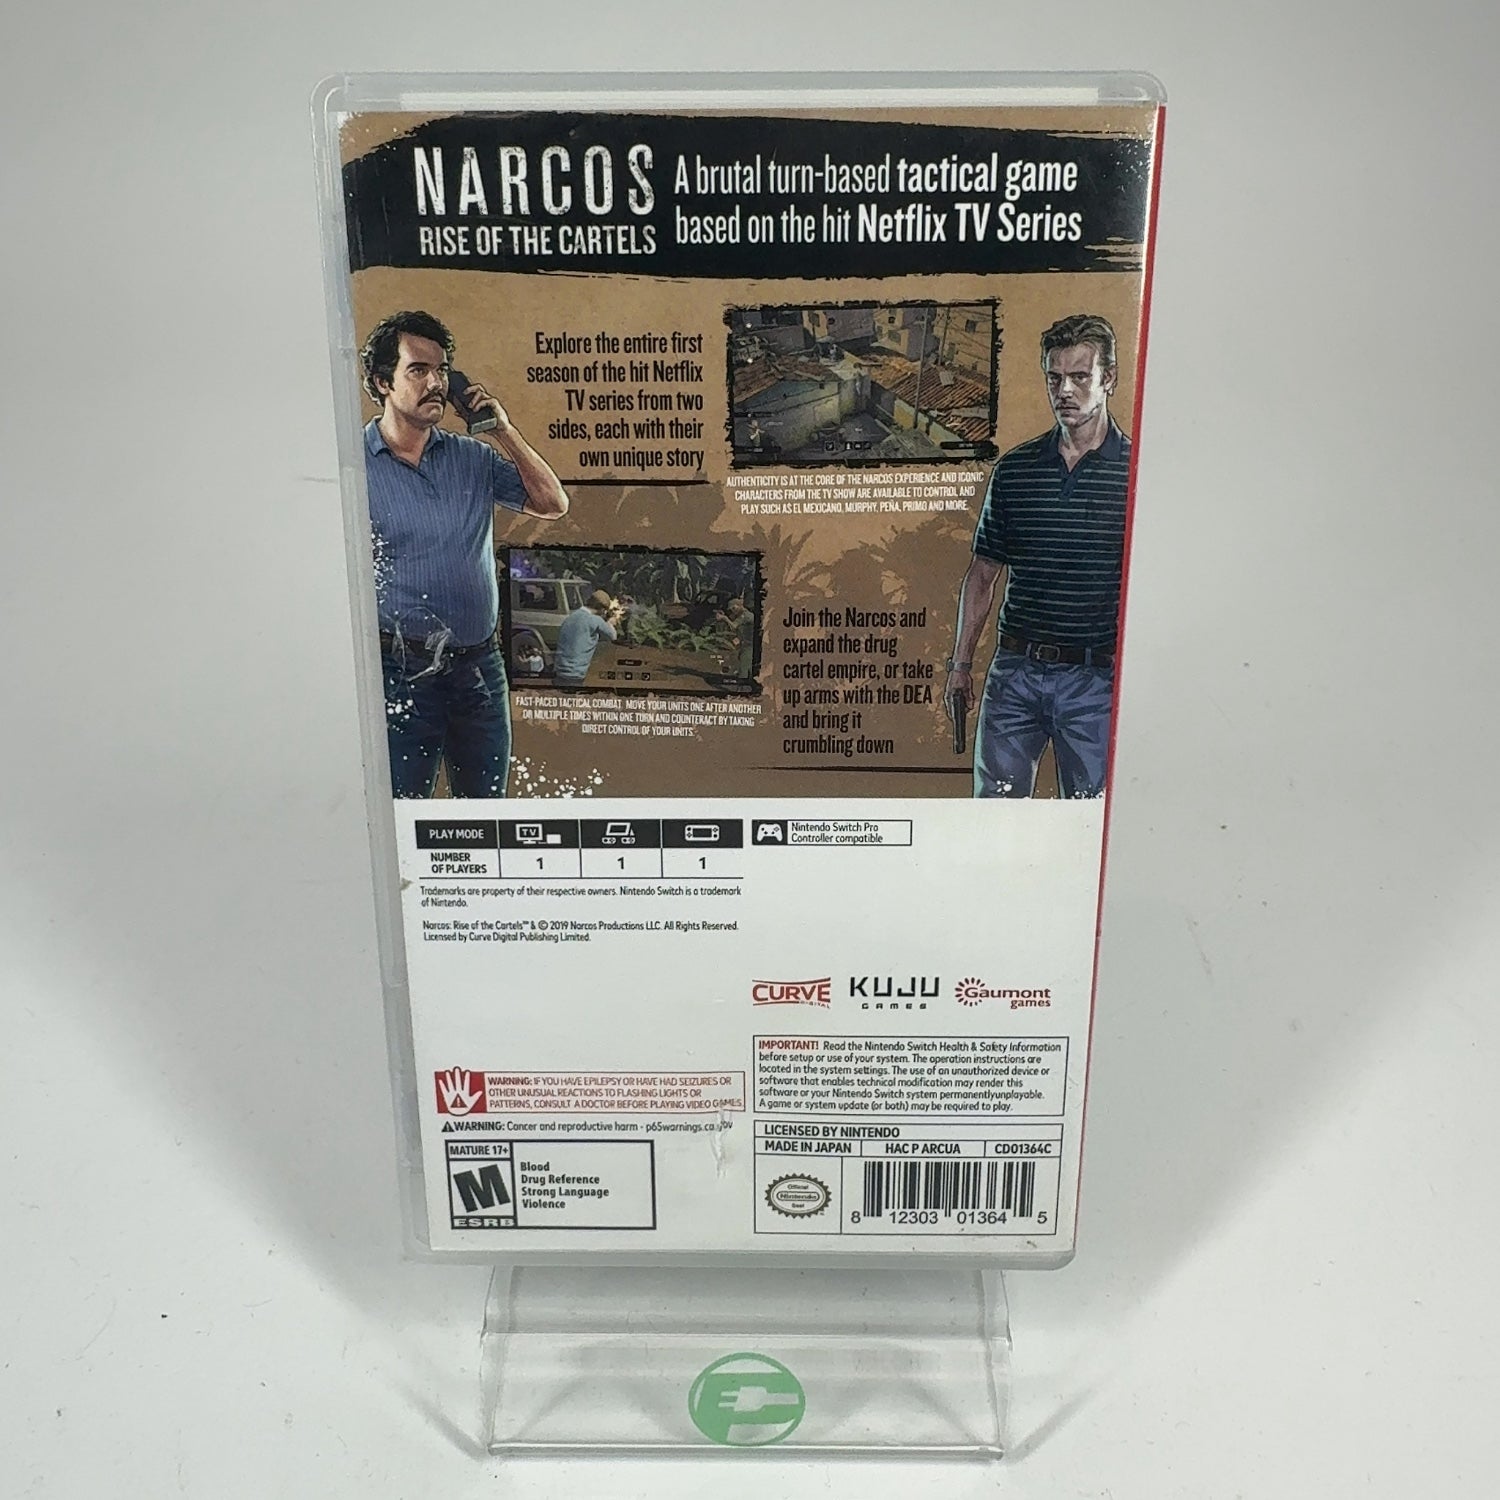 NARCOS
RISE OF THE CARTELS
A brutal turn-based tactical game
based on the hit Netflix TV Series
Explore the entire first
season of the hit Netflix
TV series from two
sides, each with their
own unique story
AUTHENTICITY IS AT THE CORE OF THE NARCOS EXPERIENCE AND ICONIC
CHARACTERS FROM THE TV SHOW ARE AVAILABLE TO CONTROL AND
PLAY SUCH AS EL MEXICANO, MURPHY, PEÑA, PRIMO AND MORE.
FAST-PACED TACTICAL COMBAT. MOVE YOUR UNITS ONE AFTER ANOTHER
OR MULTIPLE TIMES WITHIN ONE TURN AND COUNTERACT BY TAKING
DIRECT CONTROL OF YOUR UNITS.
Join the Narcos and
expand the drug
cartel empire, or take
up arms with the DEA
and bring it
crumbling down
PLAY MODE
TV
NUMBER
OF PLAYERS
1 1 1
Nintendo Switch Pro
Controller compatible
Trademarks are property of their respective owners. Nintendo Switch is a trademark
of Nintendo.
Narcos: Rise of the Cartels™ & © 2019 Narcos Productions LLC. All Rights Reserved.
Licensed by Curve Digital Publishing Limited.
CURVE
DIGITAL
KUJU
GAMES
Gaumont
games
IMPORTANT! Read the Nintendo Switch Health & Safety Information
before setup or use of your system. The operation instructions are
located in the system settings. The use of an unauthorized device or
software that enables technical modification may render this
software or your Nintendo Switch system permanentlyunplayable.
A game or system update (or both) may be required to play.
WARNING: IF YOU HAVE EPILEPSY OR HAVE HAD SEIZURES OR
OTHER UNUSUAL REACTIONS TO FLASHING LIGHTS OR
PATTERNS, CONSULT A DOCTOR BEFORE PLAYING VIDEO GAMES.
WARNING: Cancer and reproductive harm - p65warnings.ca.gov
MATURE 17+
M
ESRB
Blood
Drug Reference
Strong Language
Violence
LICENSED BY NINTENDO
MADE IN JAPAN HAC P ARCUA CD01364C
Official
Nintendo
Seal
8 12303 01364 5